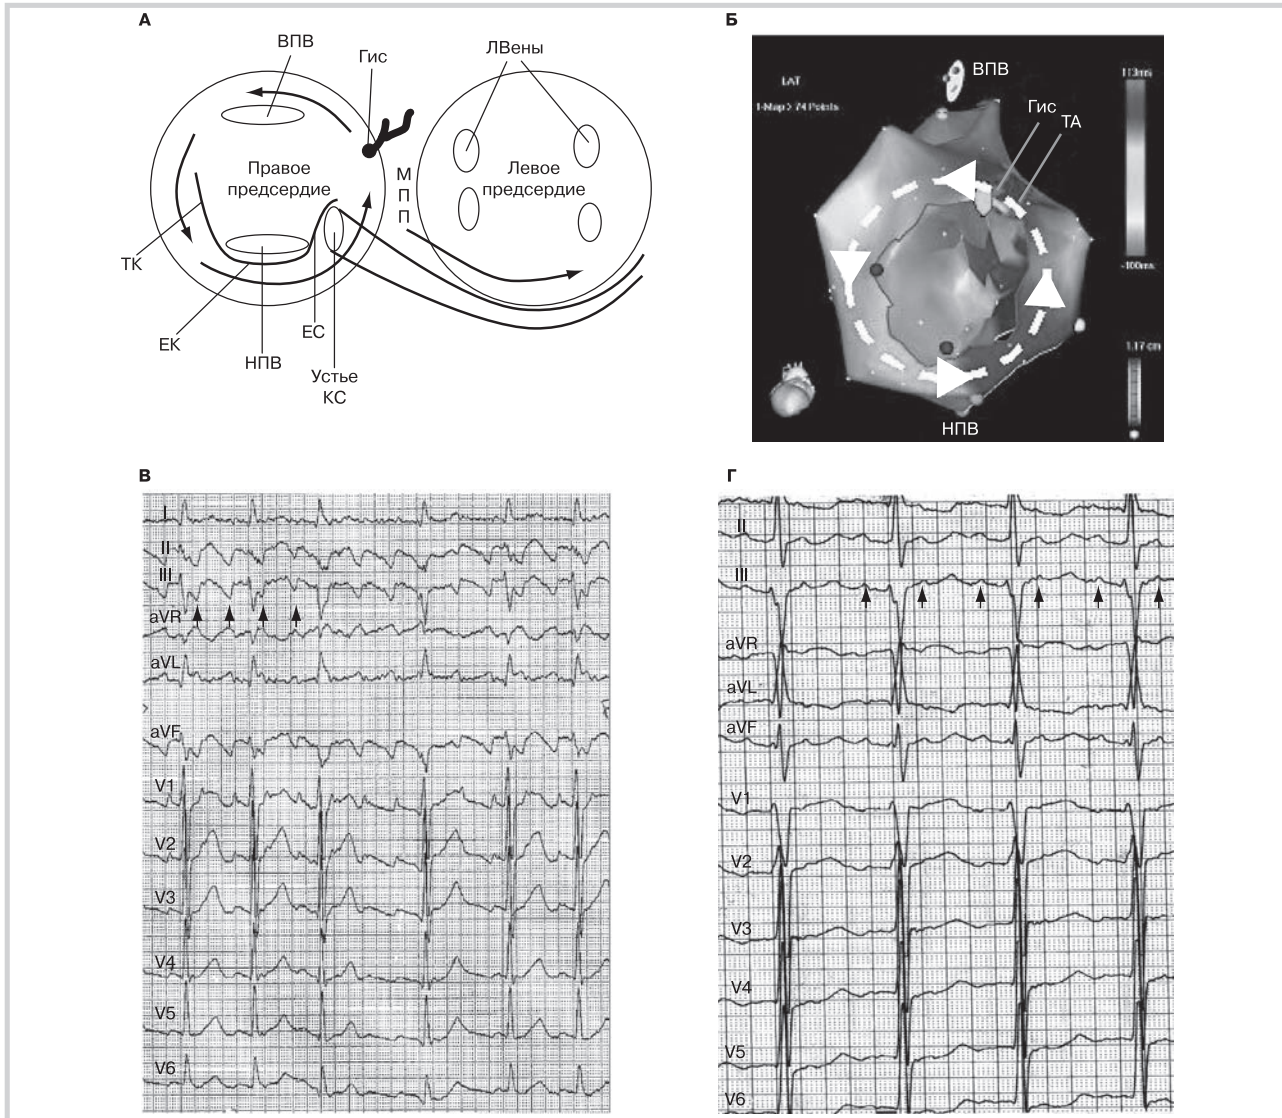 А
ВПВ
Гис
ЛВены
Правое
предсердие
М
П
П
Левое
предсердие
ТК
ЕК
НПВ
ЕС
Устье
КС
Б
LAT
1-Map > 74 Points
ВПВ
Гис
ТА
113ms
-100ms
1.17 cm
НПВ
В
I
II
III
aVR
aVL
aVF
V1
V2
V3
V4
V5
V6
Г
II
III
aVR
aVL
aVF
V1
V2
V3
V4
V5
V6